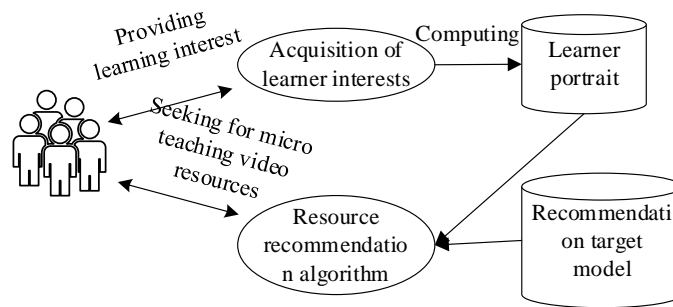 Providing
learning interest
Acquisition of
learner interests
Computing
Learner
portrait
Seeking for micro
teaching video
resources
Resource
recommendatio
n algorithm
Recommendati
on target
model